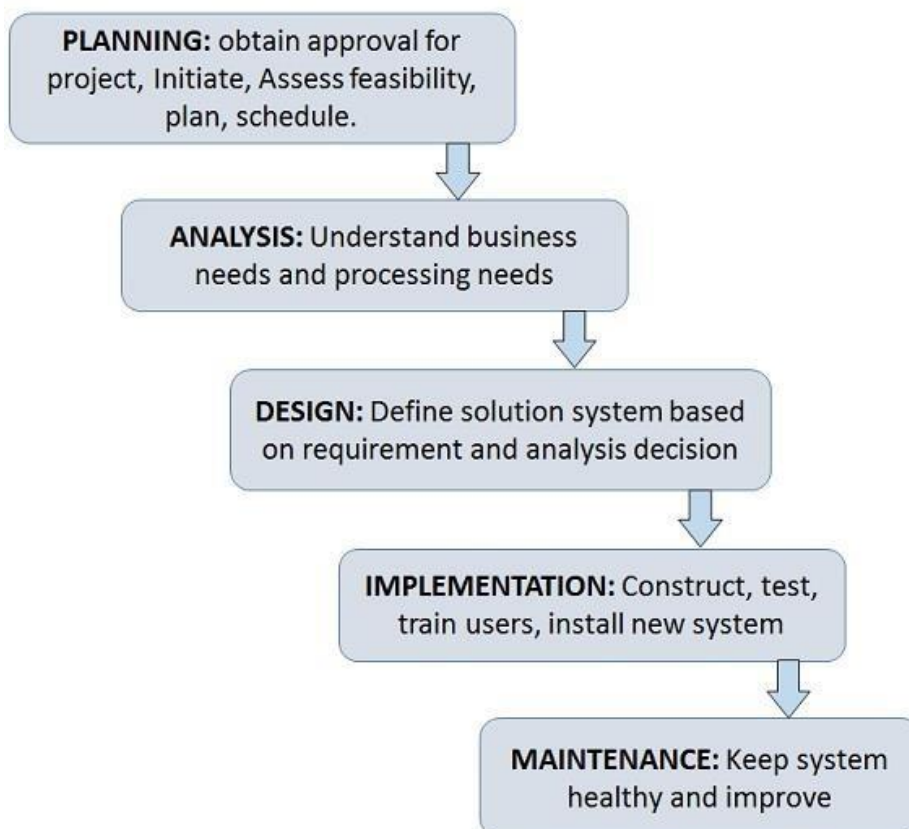 PLANNING: obtain approval for
project, Initiate, Assess feasibility,
plan, schedule.
ANALYSIS: Understand business
needs and processing needs
DESIGN: Define solution system based
on requirement and analysis decision
IMPLEMENTATION: Construct, test,
train users, install new system
MAINTENANCE: Keep system
healthy and improve